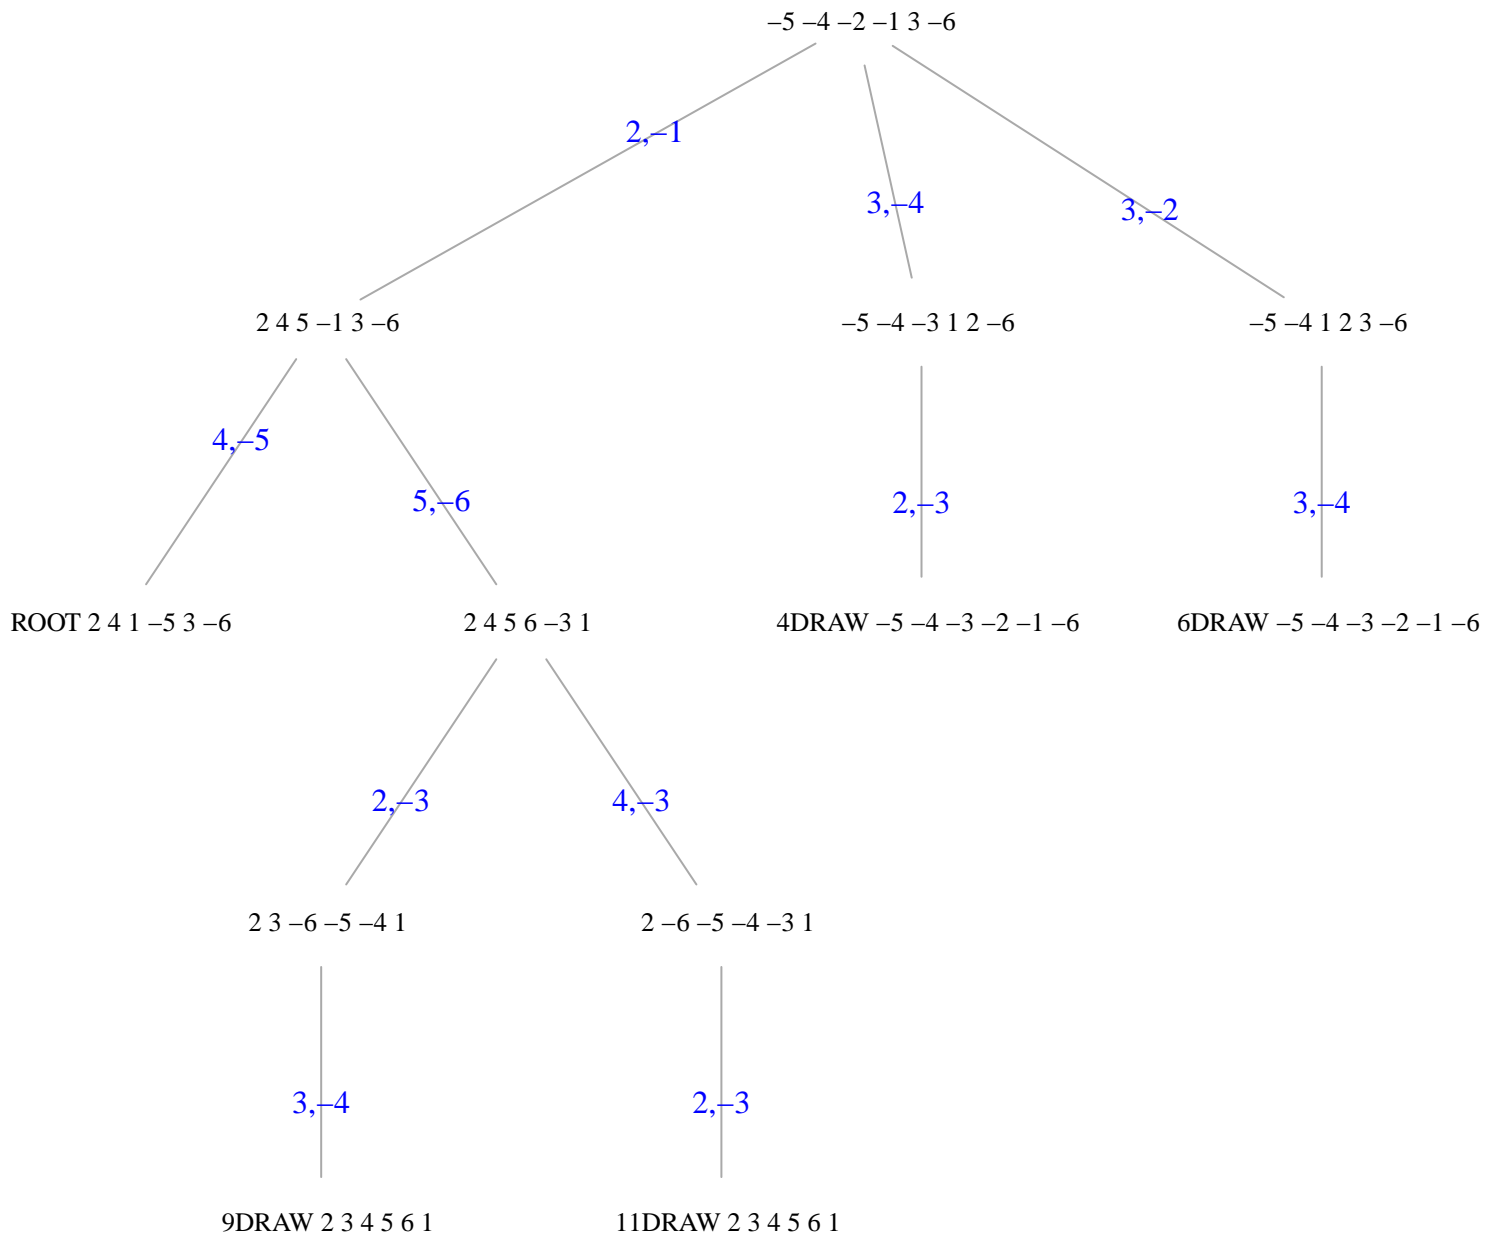 –5 –4 –2 –1 3 –6
2,–1
3,–4
3,–2
2 4 5 –1 3 –6
–5 –4 –3 1 2 –6
–5 –4 1 2 3 –6
4,–5
5,–6
2,–3
3,–4
ROOT 2 4 1 –5 3 –6
2 4 5 6 –3 1
4DRAW –5 –4 –3 –2 –1 –6
6DRAW –5 –4 –3 –2 –1 –6
2,–3
4,–3
2 3 –6 –5 –4 1
2 –6 –5 –4 –3 1
3,–4
2,–3
9DRAW 2 3 4 5 6 1
11DRAW 2 3 4 5 6 1